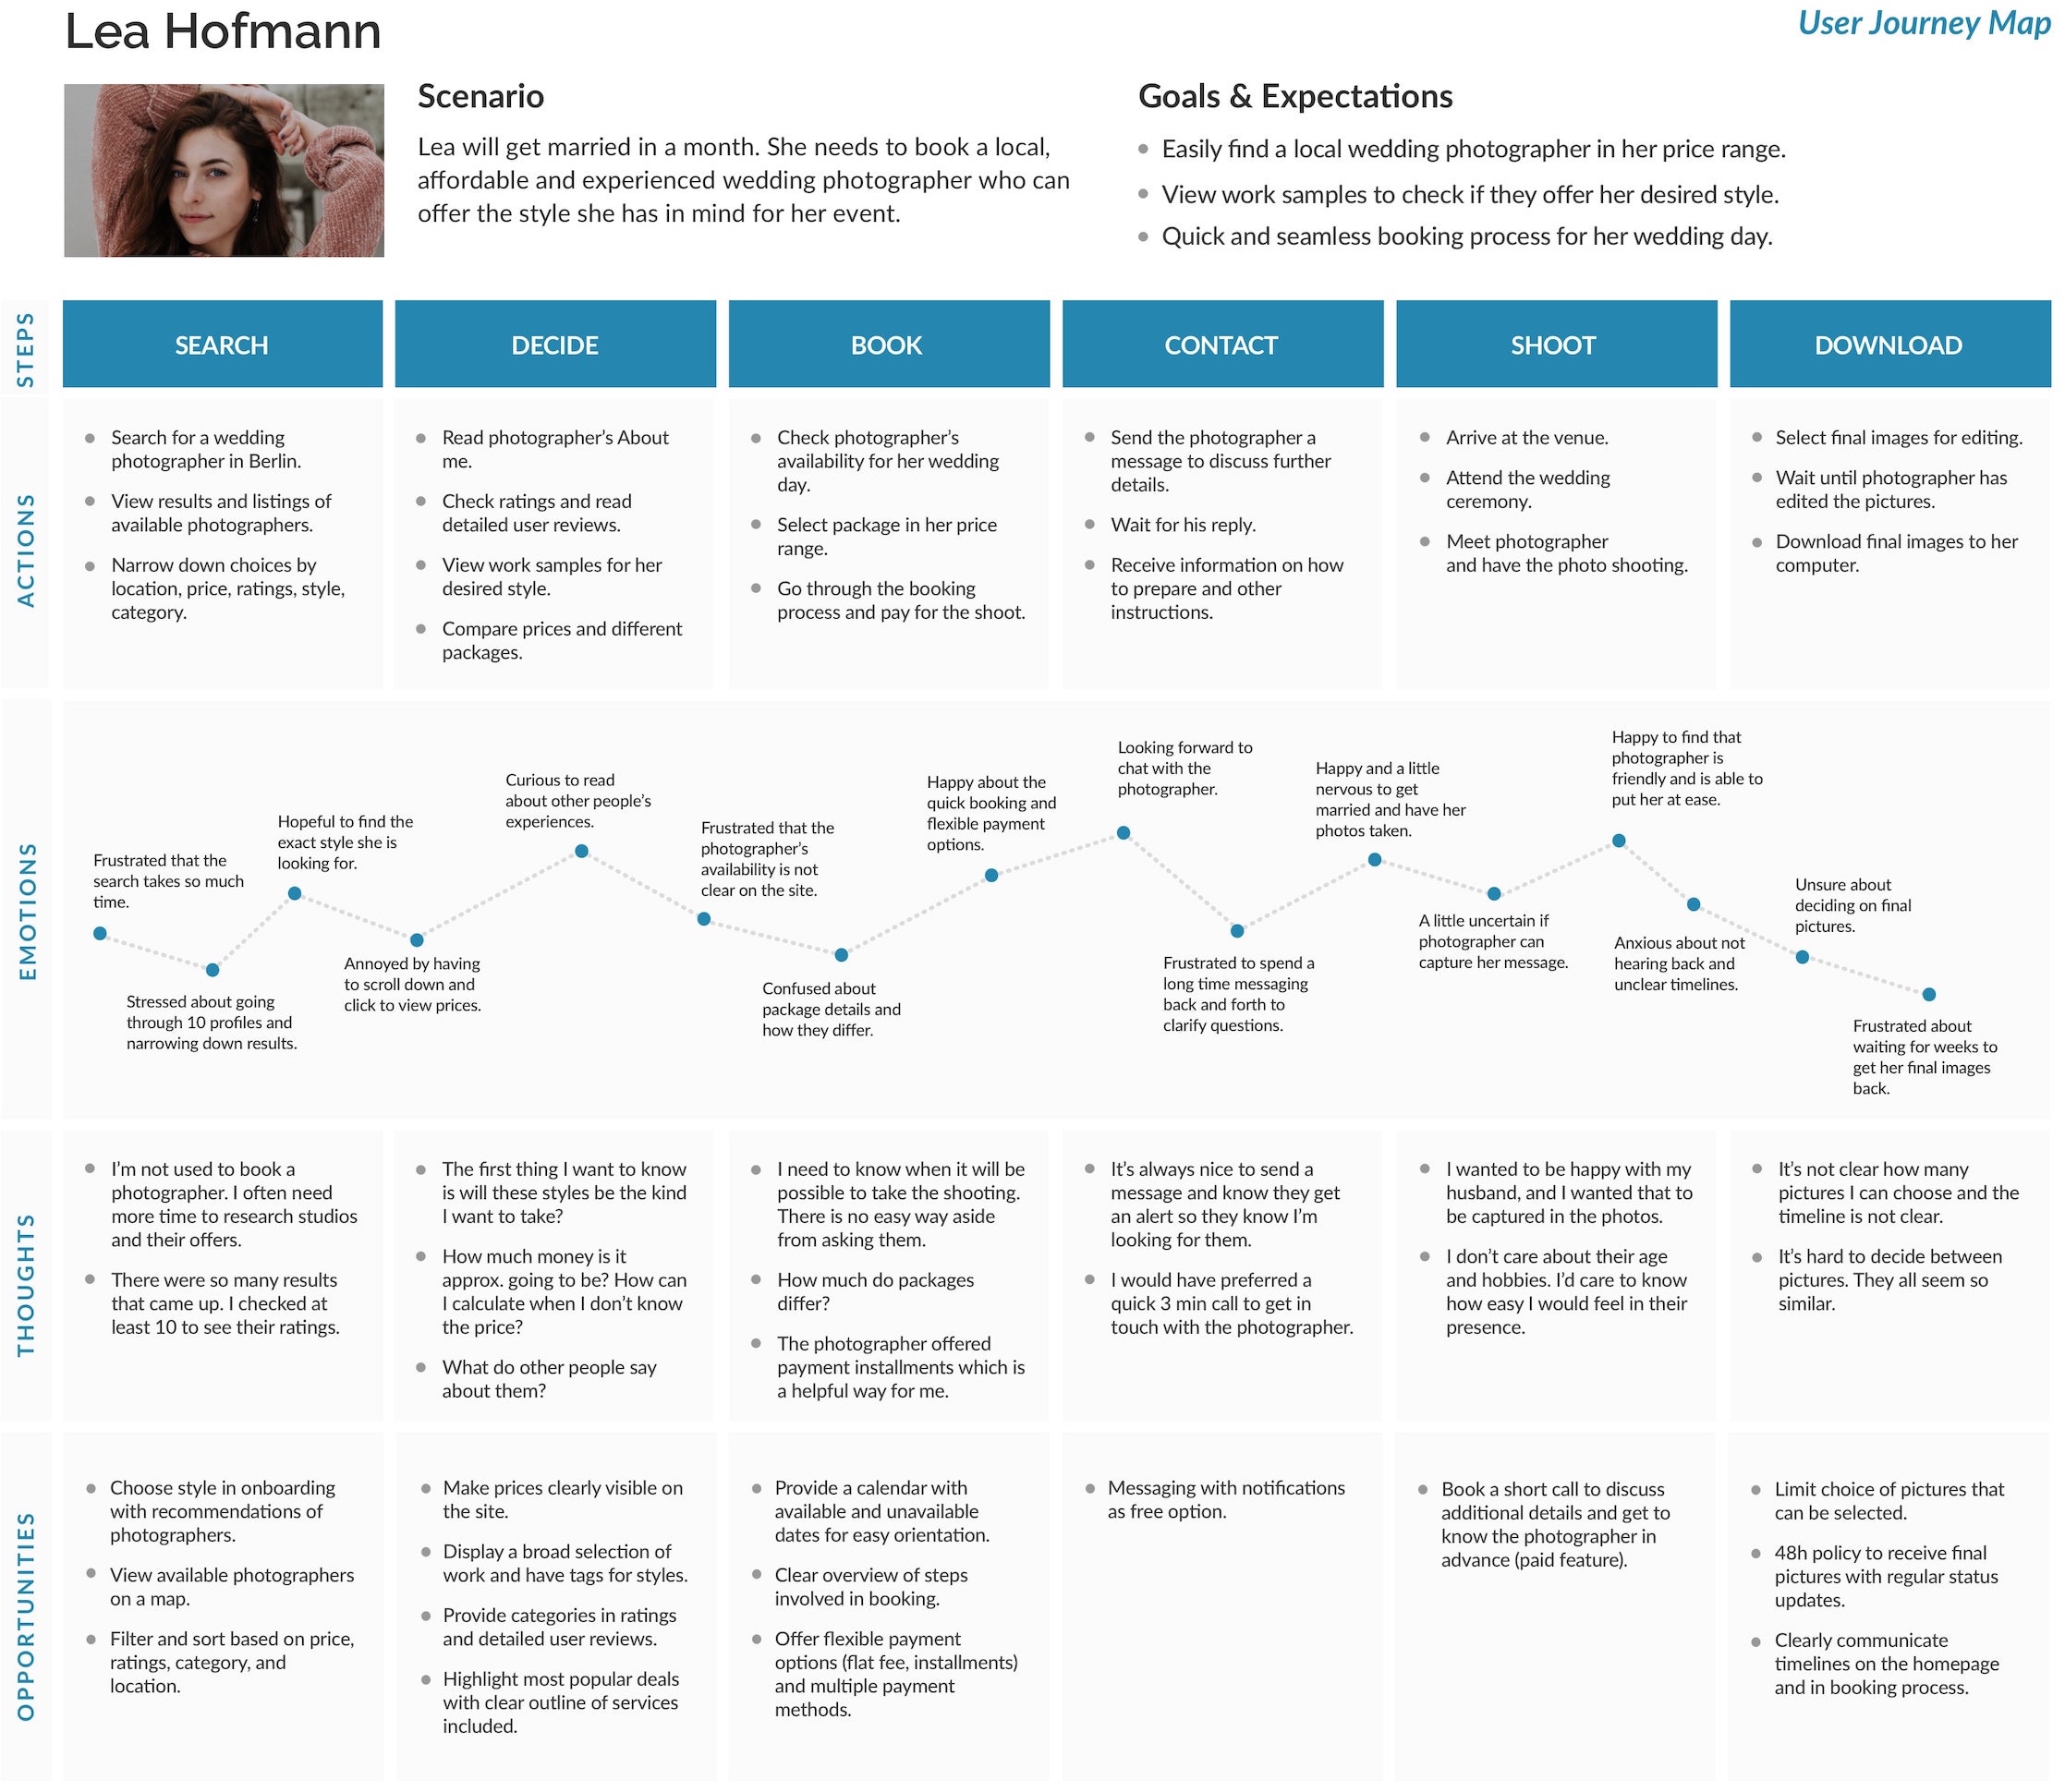 Lea Hofmann
User Journey Map
Scenario
Lea will get married in a month. She needs to book a local,
affordable and experienced wedding photographer who can
offer the style she has in mind for her event.
Goals & Expectations
Easily find a local wedding photographer in her price range.
View work samples to check if they offer her desired style.
Quick and seamless booking process for her wedding day.
STEPS
SEARCH
DECIDE
BOOK
CONTACT
SHOOT
DOWNLOAD
ACTIONS
Search for a wedding
photographer in Berlin.
View results and listings of
available photographers.
Narrow down choices by
location, price, ratings, style,
category.
Read photographer's About
me.
Check ratings and read
detailed user reviews.
View work samples for her
desired style.
Compare prices and different
packages.
Check photographer's
availability for her wedding
day.
Select package in her price
range.
Go through the booking
process and pay for the shoot.
Send the photographer a
message to discuss further
details.
Wait for his reply.
Receive information on how
to prepare and other
instructions.
Arrive at the venue.
Attend the wedding
ceremony.
Meet photographer
and have the photo shooting.
Select final images for editing.
Wait until photographer has
edited the pictures.
Download final images to her
computer.
EMOTIONS
Frustrated that the
search takes so much
time.
Stressed about going
through 10 profiles and
narrowing down results.
Hopeful to find the
exact style she is
looking for.
Annoyed by having
to scroll down and
click to view prices.
Curious to read
about other people's
experiences.
Frustrated that the
photographer's
availability is not
clear on the site.
Confused about
package details and
how they differ.
Happy about the
quick booking and
flexible payment
options.
Looking forward to
chat with the
photographer.
Frustrated to spend a
long time messaging
back and forth to
clarify questions.
Happy and a little
nervous to get
married and have her
photos taken.
A little uncertain if
photographer can
capture her message.
Happy to find that
photographer is
friendly and is able to
put her at ease.
Anxious about not
hearing back and
unclear timelines.
Unsure about
deciding on final
pictures.
Frustrated about
waiting for weeks to
get her final images
back.
THOUGHTS
I'm not used to book a
photographer. I often need
more time to research studios
and their offers.
There were so many results
that came up. I checked at
least 10 to see their ratings.
The first thing I want to know
is will these styles be the kind
I want to take?
How much money is it
approx. going to be? How can
I calculate when I don't know
the price?
What do other people say
about them?
I need to know when it will be
possible to take the shooting.
There is no easy way aside
from asking them.
How much do packages
differ?
The photographer offered
payment installments which is
a helpful way for me.
It's always nice to send a
message and know they get
an alert so they know I'm
looking for them.
I would have preferred a
quick 3 min call to get in
touch with the photographer.
I wanted to be happy with my
husband, and I wanted that to
be captured in the photos.
I don't care about their age
and hobbies. I'd care to know
how easy I would feel in their
presence.
It's not clear how many
pictures I can choose and the
timeline is not clear.
It's hard to decide between
pictures. They all seem so
similar.
OPPORTUNITIES
Choose style in onboarding
with recommendations of
photographers.
View available photographers
on a map.
Filter and sort based on price,
ratings, category, and
location.
Make prices clearly visible on
the site.
Display a broad selection of
work and have tags for styles.
Provide categories in ratings
and detailed user reviews.
Highlight most popular deals
with clear outline of services
included.
Provide a calendar with
available and unavailable
dates for easy orientation.
Clear overview of steps
involved in booking.
Offer flexible payment
options (flat fee, installments)
and multiple payment
methods.
Messaging with notifications
as free option.
Book a short call to discuss
additional details and get to
know the photographer in
advance (paid feature).
Limit choice of pictures that
can be selected.
48h policy to receive final
pictures with regular status
updates.
Clearly communicate
timelines on the homepage
and in booking process.